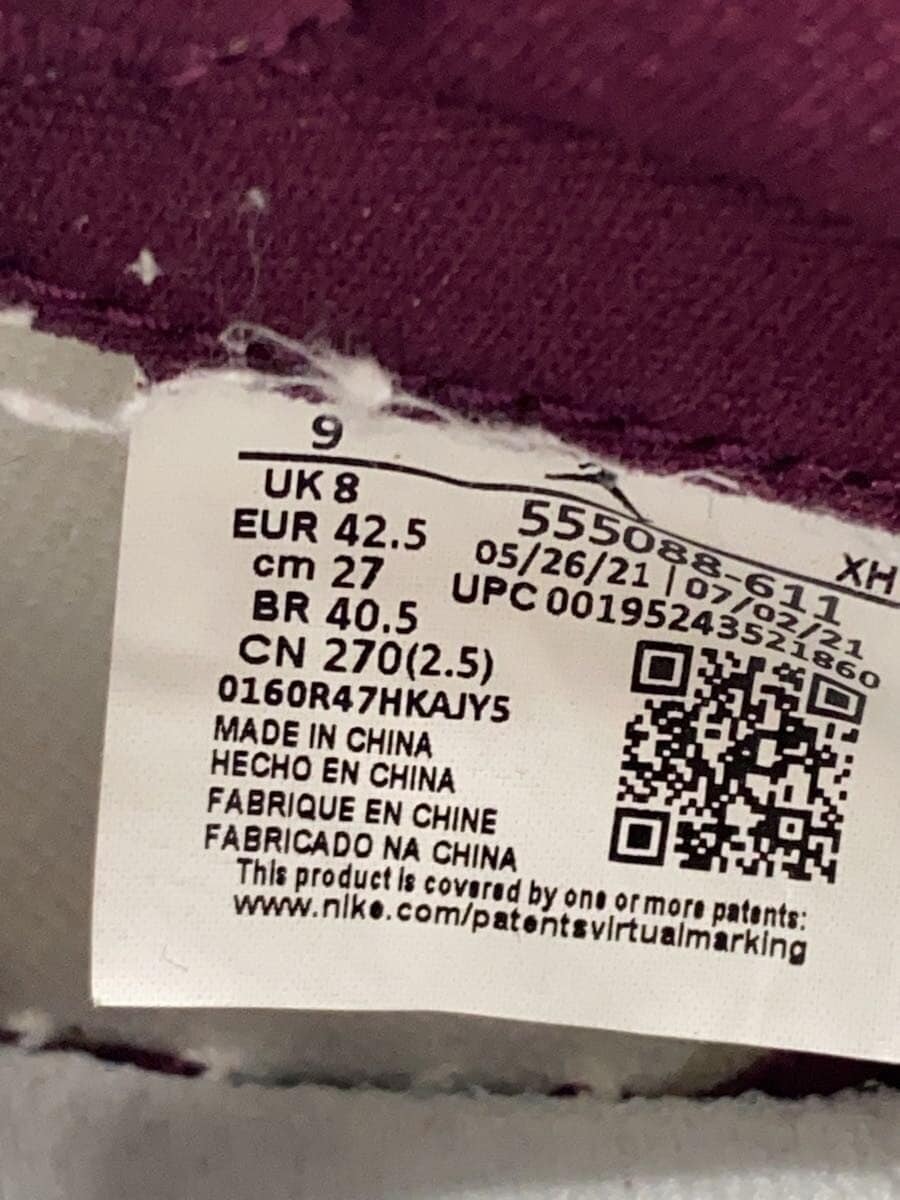 9
UK 8
EUR 42.5
cm 27
BR 40.5
CN 270(2.5)
0160R47HKAJY5
MADE IN CHINA
HECHO EN CHINA
FABRIQUE EN CHINE
FABRICADO NA CHINA
This product is covered by one or more patents:
www.nike.com/patentsvirtualmarking
XH
555088-611
05/26/21 | 07/02/21
UPC 00195243521860